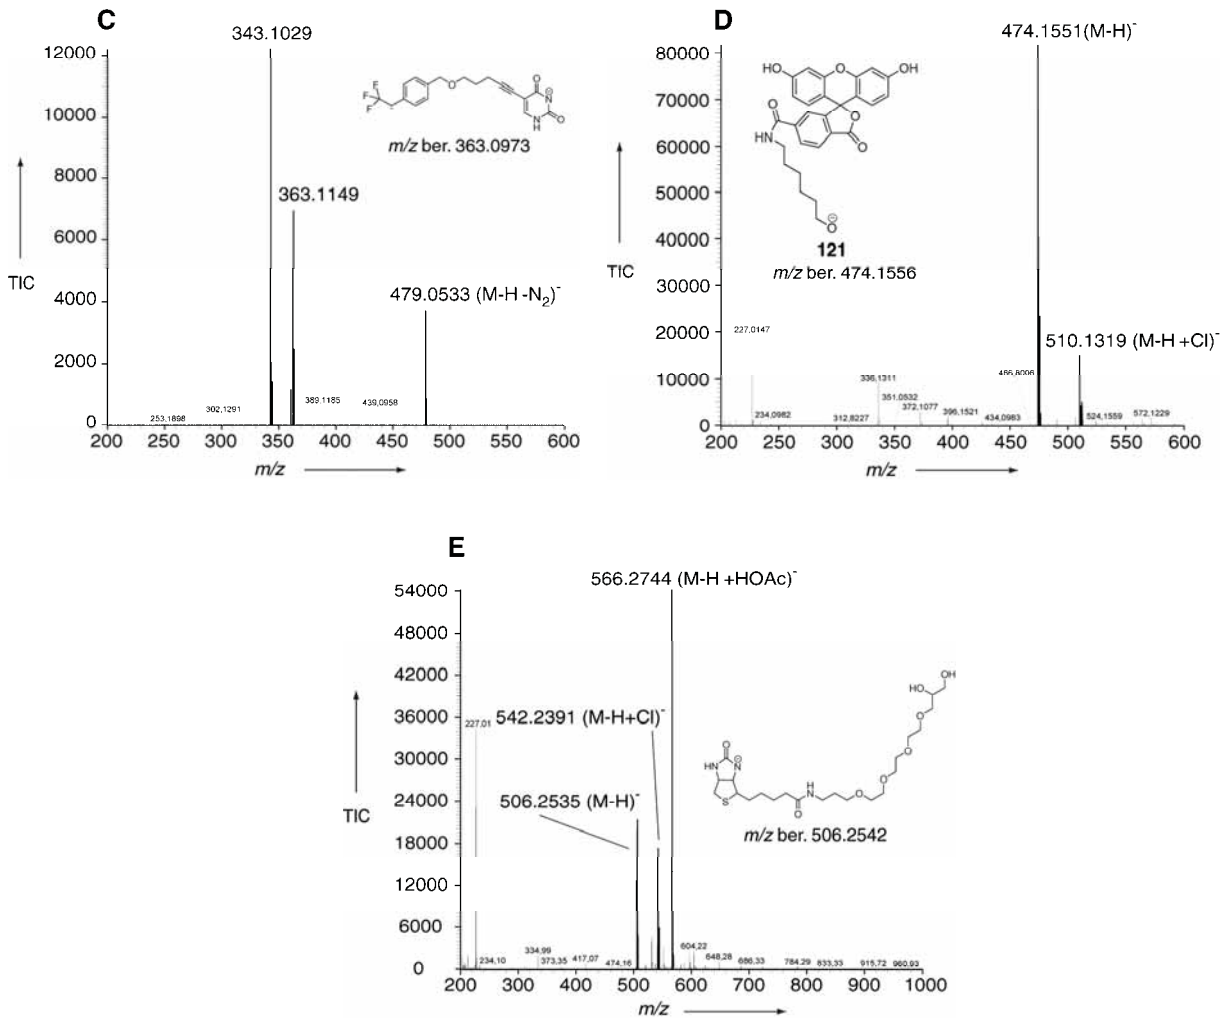 C
343.1029
12000
10000
8000
6000
4000
2000
0
TIC
363.1149
479.0533 (M-H -N2)-
253,1898
302,1291
389,1185
439,0958
200 250 300 350 400 450 500 550 600
m/z
F
F
F
O
O
N
NH
O
m/z ber. 363.0973
D
474.1551(M-H)-
80000
70000
60000
50000
40000
30000
20000
10000
0
TIC
HO
O
OH
O
O
HN
O
O
121
m/z ber. 474.1556
510.1319 (M-H +Cl)-
227,0147
234,0982
312,8227
336,1311
351,0532
372,1077
396,1521
434,0983
466,8006
524,1559
572,1229
200 250 300 350 400 450 500 550 600
m/z
E
566.2744 (M-H +HOAc)-
54000
48000
42000
36000
30000
24000
18000
12000
6000
0
TIC
227,01
542.2391 (M-H+Cl)-
506.2535 (M-H)-
OH
HO
O
O
O
O
O
HN
N
S
H
N
O
m/z ber. 506.2542
234,10
334,99
373,35
417,07
474,16
604,22
648,28
686,33
784,29
833,33
915,72
960,93
200 300 400 500 600 700 800 900 1000
m/z